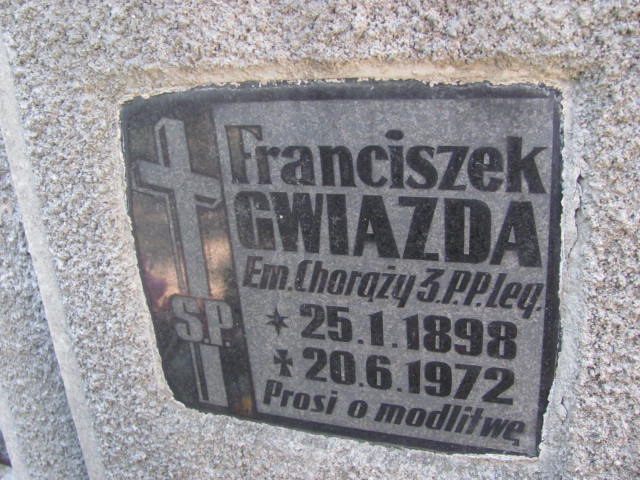 Franciszek
GWIAZDA
Em. Chorąży 3.P.P.Leg.
S.P.
* 25.1.1898
✝ 20.6.1972
Prosi o modlitwę